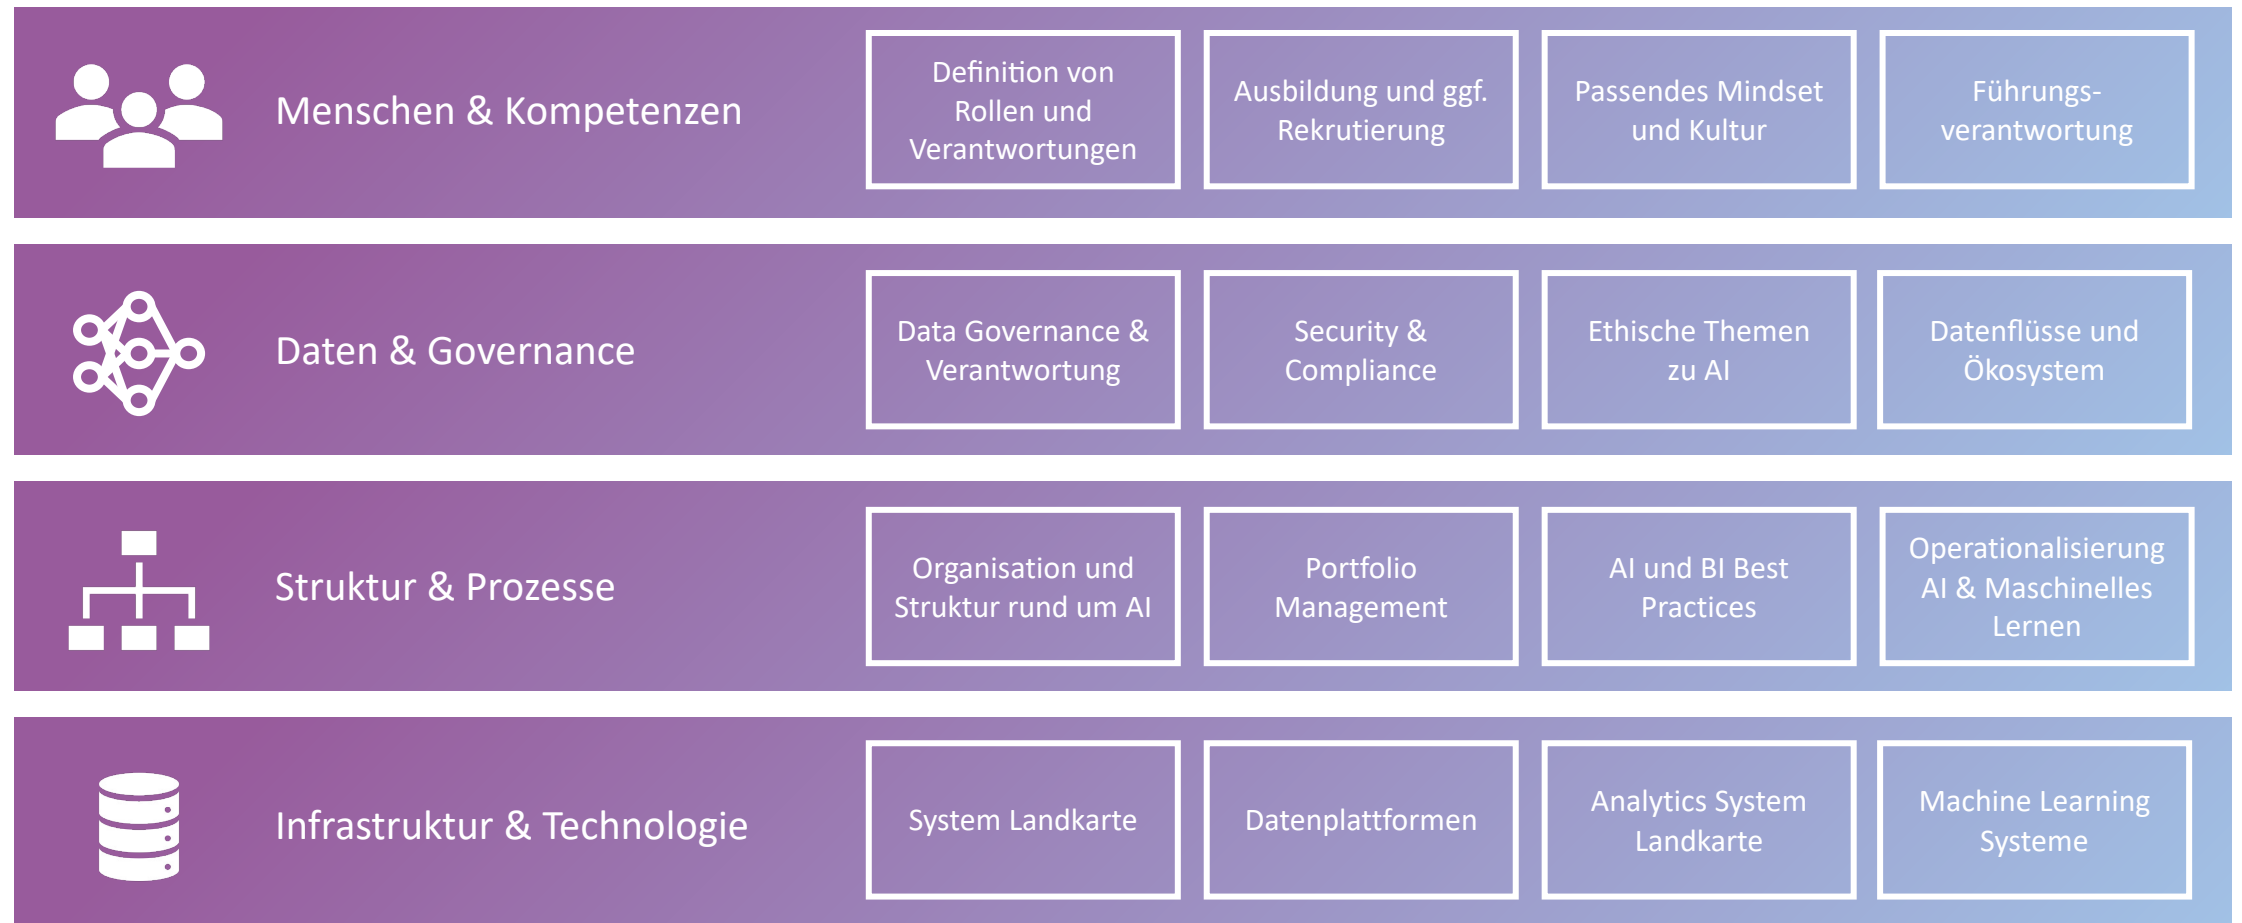 Menschen & Kompetenzen
Definition von
Rollen und
Verantwortungen
Ausbildung und ggf.
Rekrutierung
Passendes Mindset
und Kultur
Führungs-
verantwortung
Daten & Governance
Data Governance &
Verantwortung
Security &
Compliance
Ethische Themen
zu AI
Datenflüsse und
Ökosystem
Struktur & Prozesse
Organisation und
Struktur rund um AI
Portfolio
Management
AI und BI Best
Practices
Operationalisierung
AI & Maschinelles
Lernen
Infrastruktur & Technologie
System Landkarte
Datenplattformen
Analytics System
Landkarte
Machine Learning
Systeme